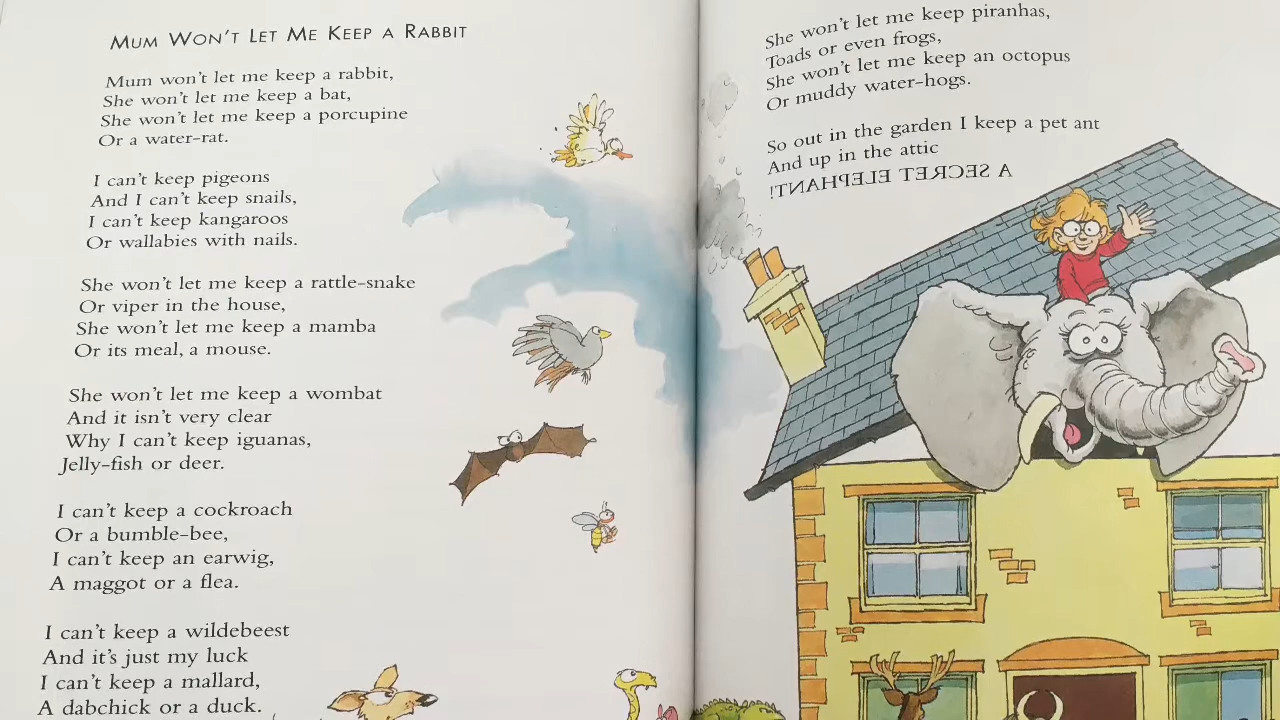 MUM WON'T LET ME KEEP A RABBIT
Mum won't let me keep a rabbit,
She won't let me keep a bat,
She won't let me keep a porcupine
Or a water-rat.
I can't keep pigeons
And I can't keep snails,
I can't keep kangaroos
Or wallabies with nails.
She won't let me keep a rattle-snake
Or viper in the house,
She won't let me keep a mamba
Or its meal, a mouse.
She won't let me keep a wombat
And it isn't very clear
Why I can't keep iguanas,
Jelly-fish or deer.
I can't keep a cockroach
Or a bumble-bee,
I can't keep an earwig,
A maggot or a flea.
I can't keep a wildebeest
And it's just my luck
I can't keep a mallard,
A dabchick or a duck.
She won't let me keep piranhas,
Toads or even frogs,
She won't let me keep an octopus
Or muddy water-hogs.
So out in the garden I keep a pet ant
And up in the attic
A SECRET ELEPHANT!